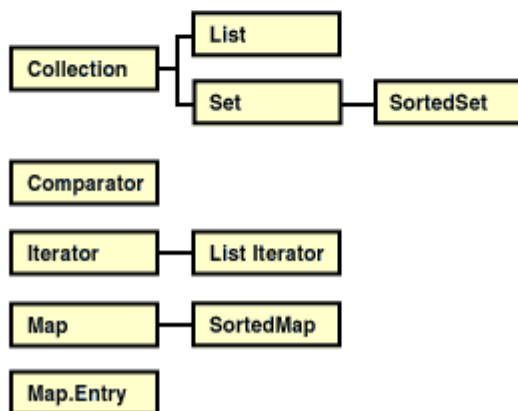 List
Collection
Set
SortedSet
Comparator
Iterator
List Iterator
Map
SortedMap
Map.Entry